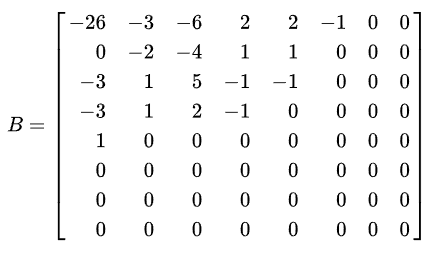 B = [ −26 −3 −6 2 2 −1 0 0
0 −2 −4 1 1 0 0 0
−3 1 5 −1 −1 0 0 0
−3 1 2 −1 0 0 0 0
1 0 0 0 0 0 0 0
0 0 0 0 0 0 0 0
0 0 0 0 0 0 0 0
0 0 0 0 0 0 0 0 ]